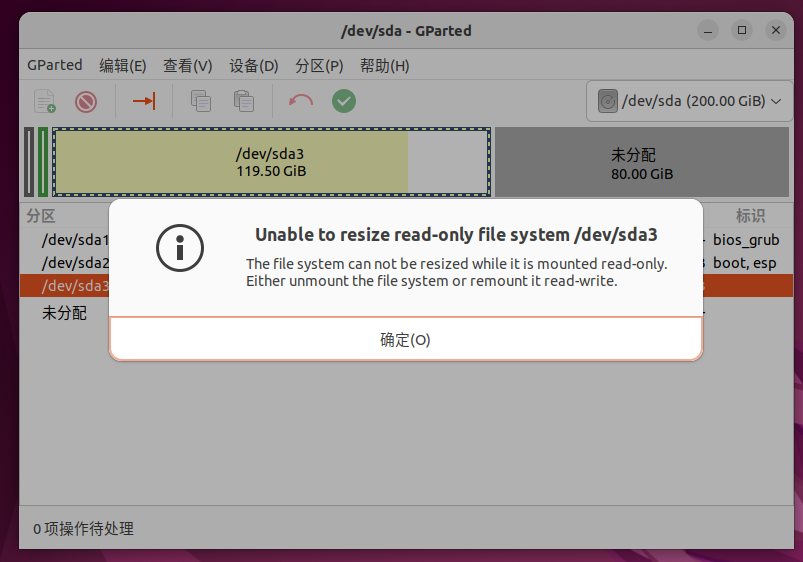 /dev/sda - GParted
GParted 编辑(E) 查看(V) 设备(D) 分区(P) 帮助(H)
/dev/sda (200.00 GiB)
/dev/sda3
119.50 GiB
未分配
80.00 GiB
分区 标识
/dev/sda1 bios_grub
/dev/sda2 boot, esp
/dev/sda3
未分配
Unable to resize read-only file system /dev/sda3
The file system can not be resized while it is mounted read-only.
Either unmount the file system or remount it read-write.
确定(O)
0 项操作待处理